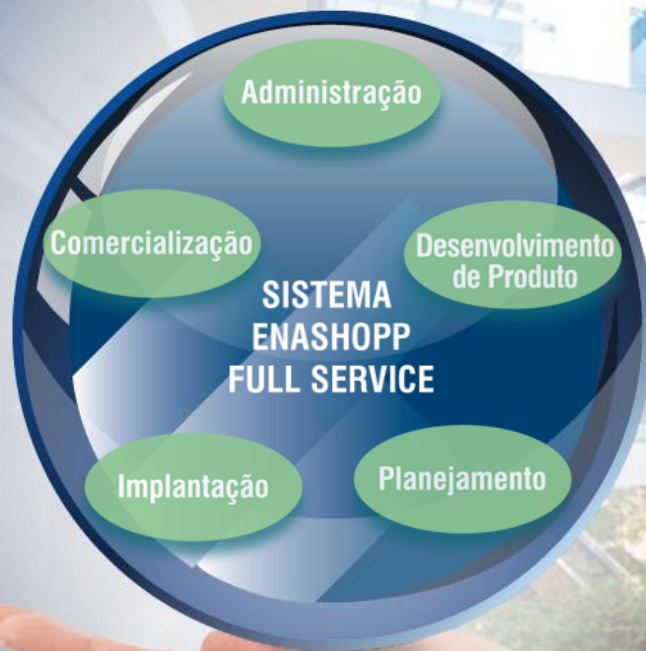 Administração
Comercialização
Desenvolvimento
de Produto
SISTEMA
ENASHOPP
FULL SERVICE
Implantação
Planejamento